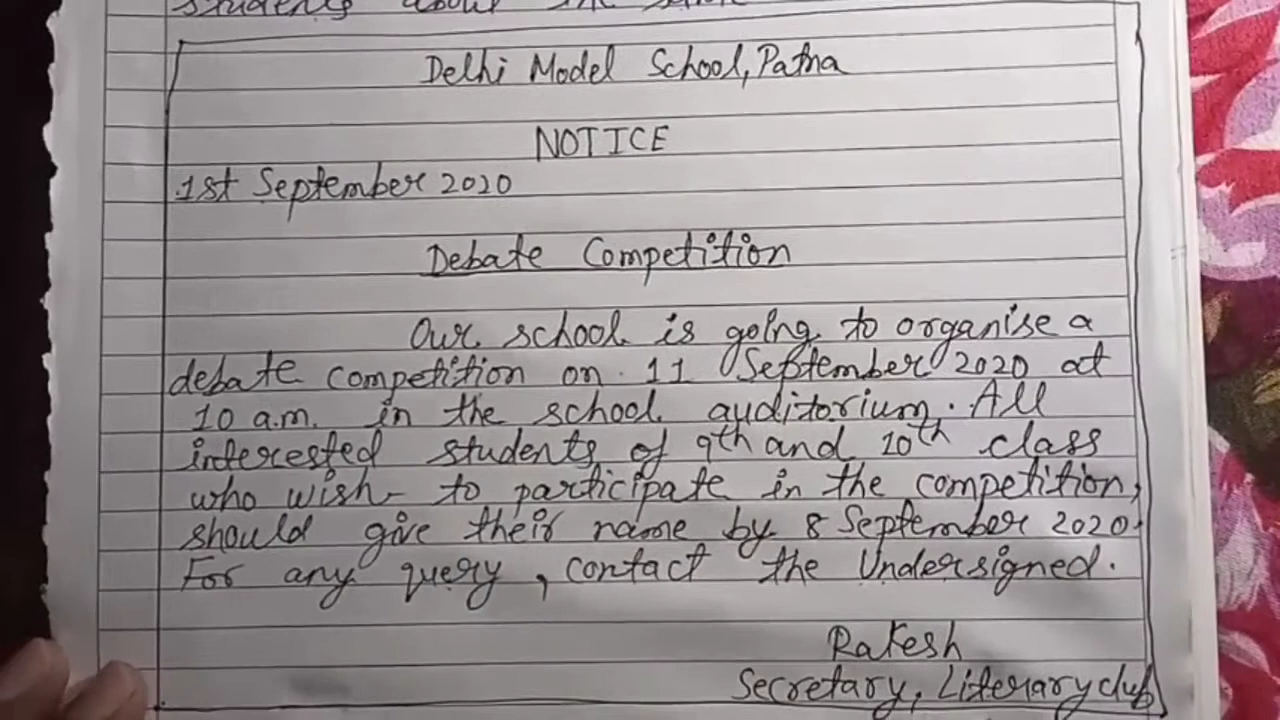 students about the
Delhi Model School, Patna
NOTICE
1st September 2020
Debate Competition
Our school is going to organise a
debate competition on 11 September 2020 at
10 a.m. in the school auditorium. All
interested students of 9th and 10th class
who wish to participate in the competition,
should give their name by 8 September 2020.
For any query, contact the Undersigned.
Rakesh
Secretary, Literary club